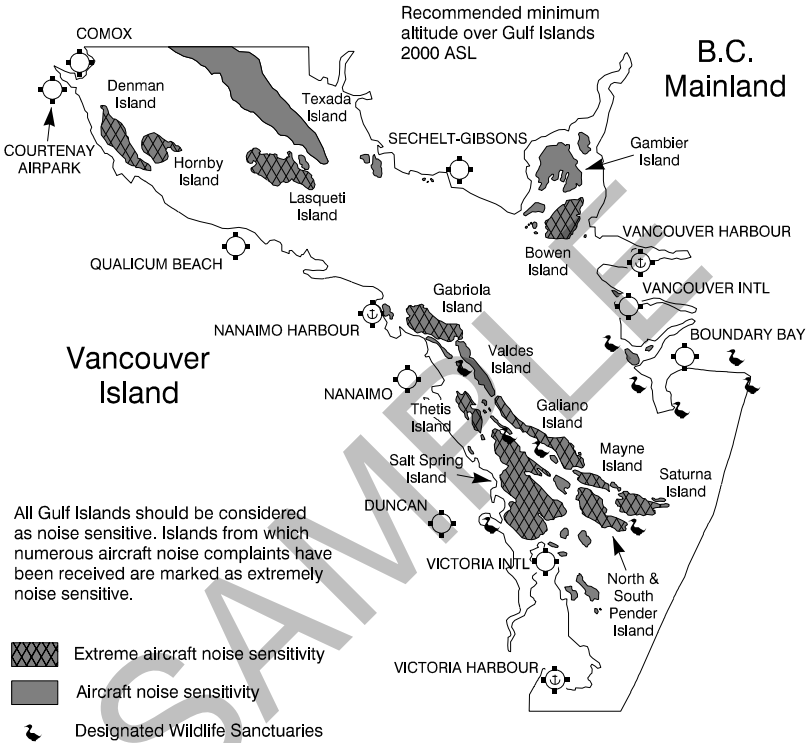 Recommended minimum
altitude over Gulf Islands
2000 ASL
B.C.
Mainland
COMOX
Denman
Island
Texada
Island
COURTENAY
AIRPARK
Hornby
Island
Lasqueti
Island
SECHELT-GIBSONS
Gambier
Island
Bowen
Island
VANCOUVER HARBOUR
QUALICUM BEACH
VANCOUVER INTL
Gabriola
Island
NANAIMO HARBOUR
BOUNDARY BAY
Vancouver
Island
Valdes
Island
NANAIMO
Thetis
Island
Galiano
Island
Mayne
Island
Salt Spring
Island
Saturna
Island
DUNCAN
All Gulf Islands should be considered
as noise sensitive. Islands from which
numerous aircraft noise complaints have
been received are marked as extremely
noise sensitive.
VICTORIA INTL
North &
South
Pender
Island
Extreme aircraft noise sensitivity
VICTORIA HARBOUR
Aircraft noise sensitivity
Designated Wildlife Sanctuaries
SAMPLE